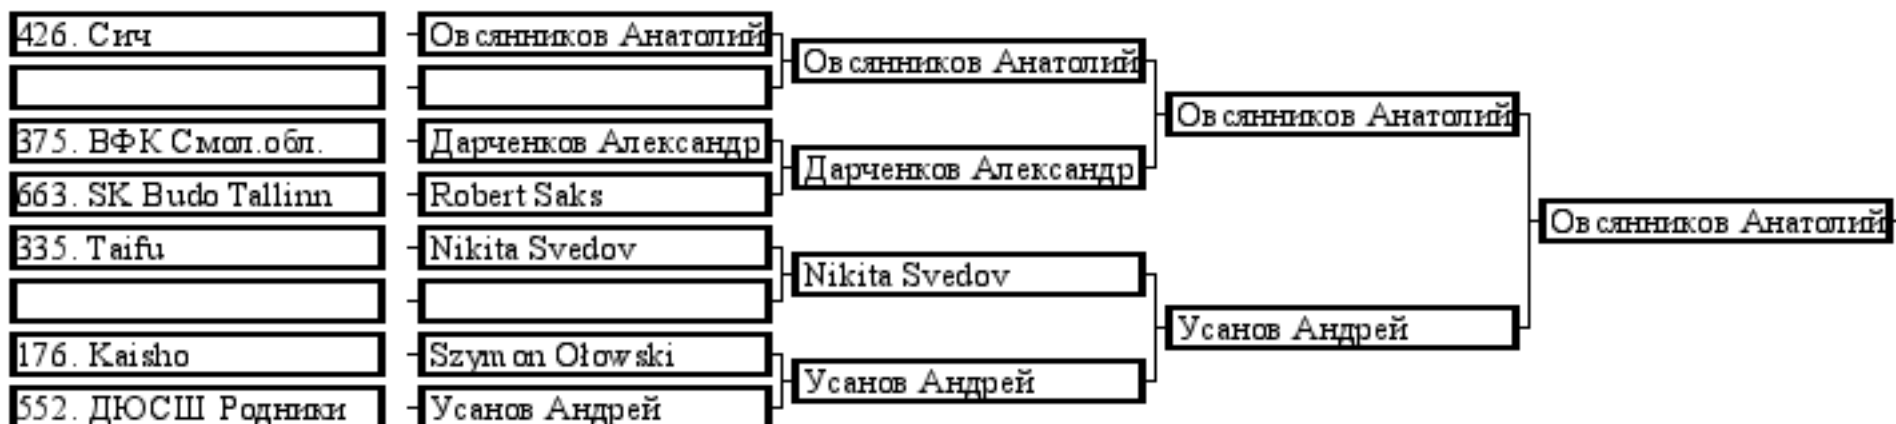 426. Сич
Овсянников Анатолий
Овсянников Анатолий
Овсянников Анатолий
375. ВФК Смол.обл.
Дарченков Александр
Дарченков Александр
663. SK Budo Tallinn
Robert Saks
Овсянников Анатолий
335. Taifu
Nikita Svedov
Nikita Svedov
Усанов Андрей
176. Kaisho
Szymon Ołowski
Усанов Андрей
552. ДЮСШ Родники
Усанов Андрей